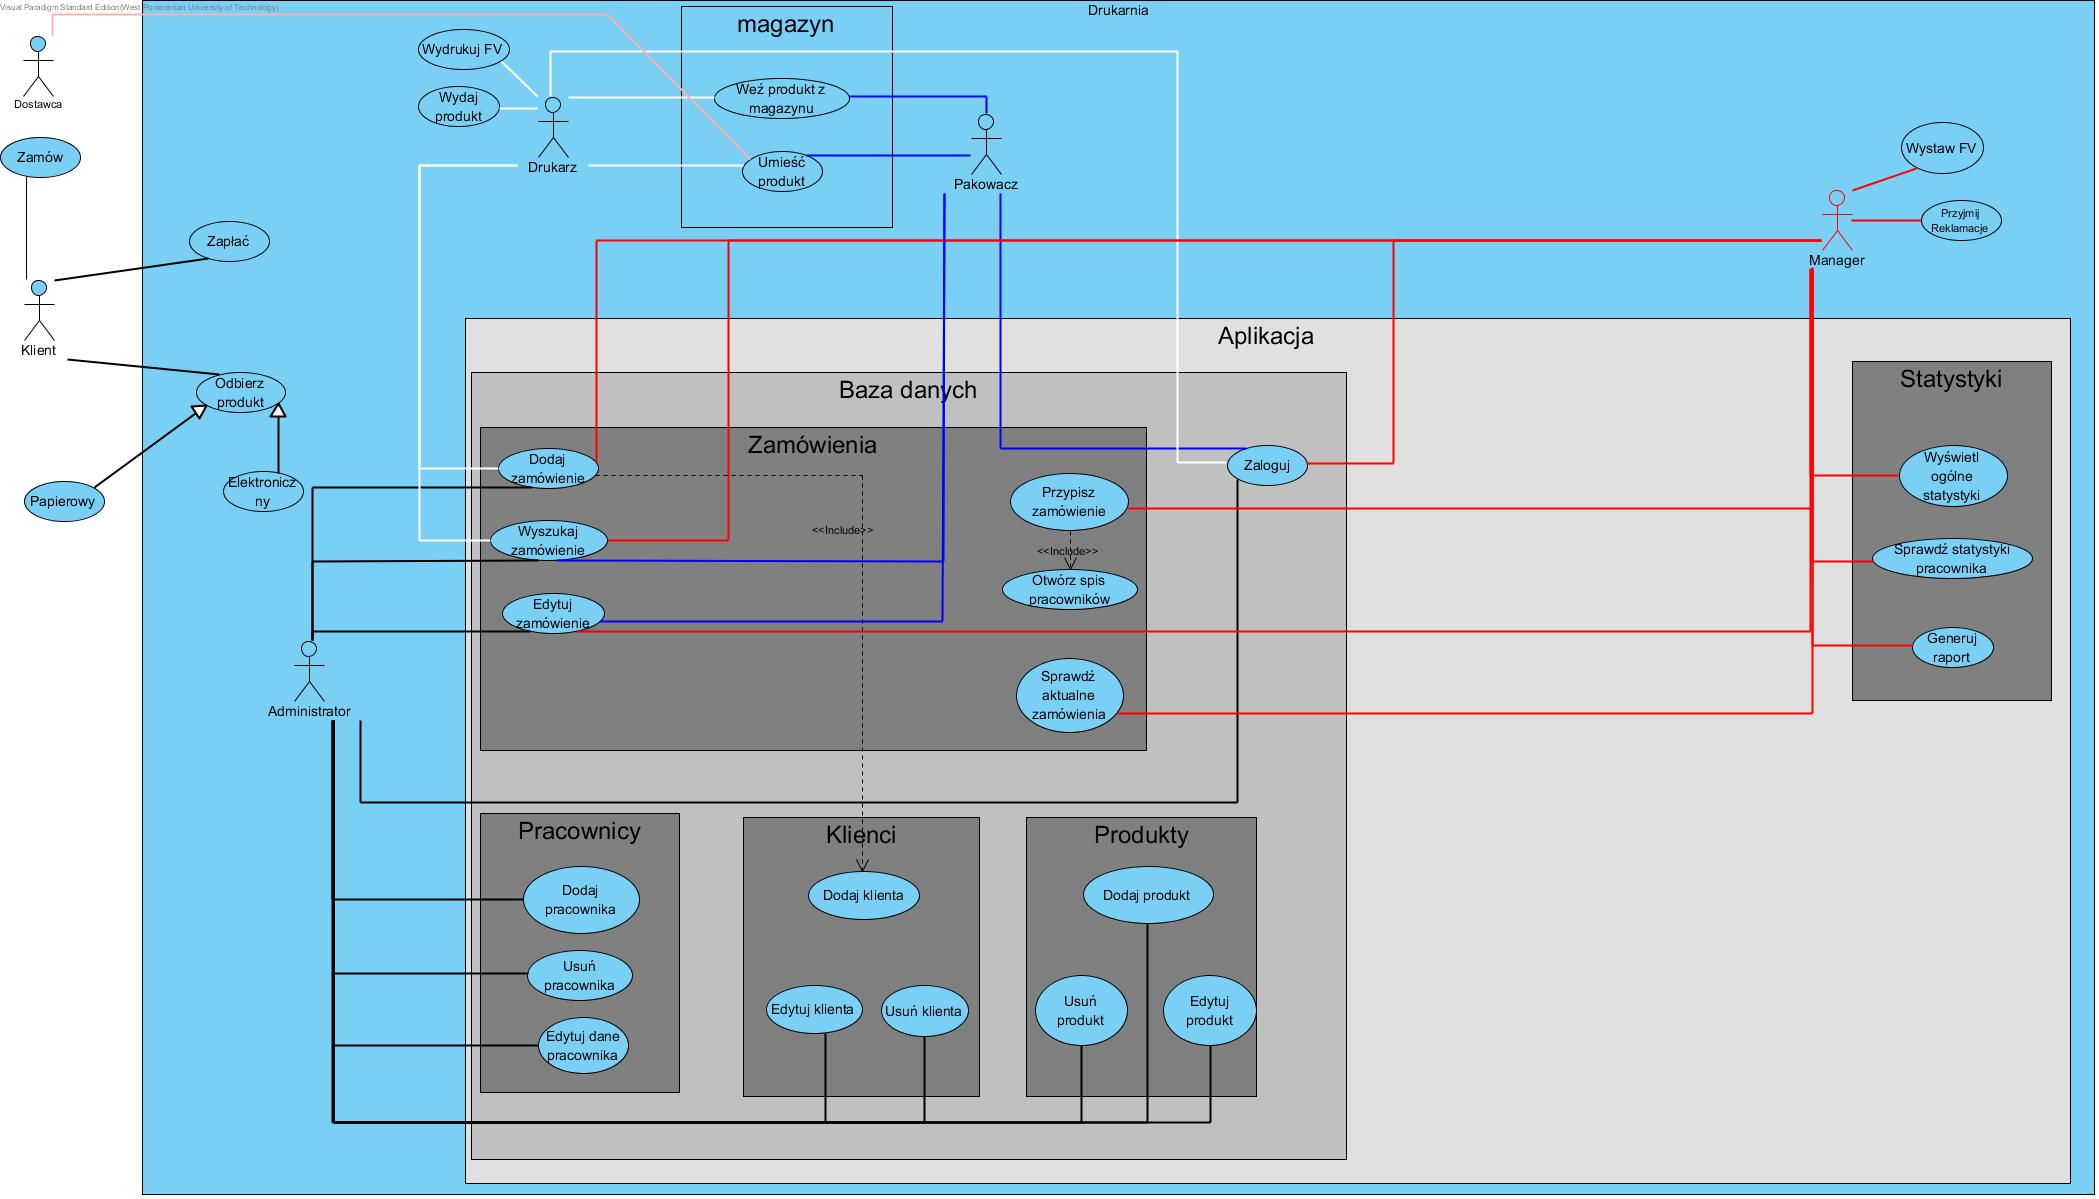 Visual Paradigm Standard Edition(West Pomeranian University of Technology)
Drukarnia
Dostawca
Zamów
Klient
Zapłać
Odbierz
produkt
Papierowy
Elektronicz
ny
Wydrukuj FV
Wydaj
produkt
Drukarz
magazyn
Weź produkt z
magazynu
Umieść
produkt
Pakowacz
Wystaw FV
Przyjmij
Reklamacje
Manager
Aplikacja
Baza danych
Zamówienia
Dodaj
zamówienie
Wyszukaj
zamówienie
Edytuj
zamówienie
<<Include>>
Przypisz
zamówienie
<<Include>>
Otwórz spis
pracowników
Sprawdź
aktualne
zamówienia
Zaloguj
Statystyki
Wyświetl
ogólne
statystyki
Sprawdź statystyki
pracownika
Generuj
raport
Administrator
Pracownicy
Dodaj
pracownika
Usuń
pracownika
Edytuj dane
pracownika
Klienci
Dodaj klienta
Edytuj klienta
Usuń klienta
Produkty
Dodaj produkt
Usuń
produkt
Edytuj
produkt